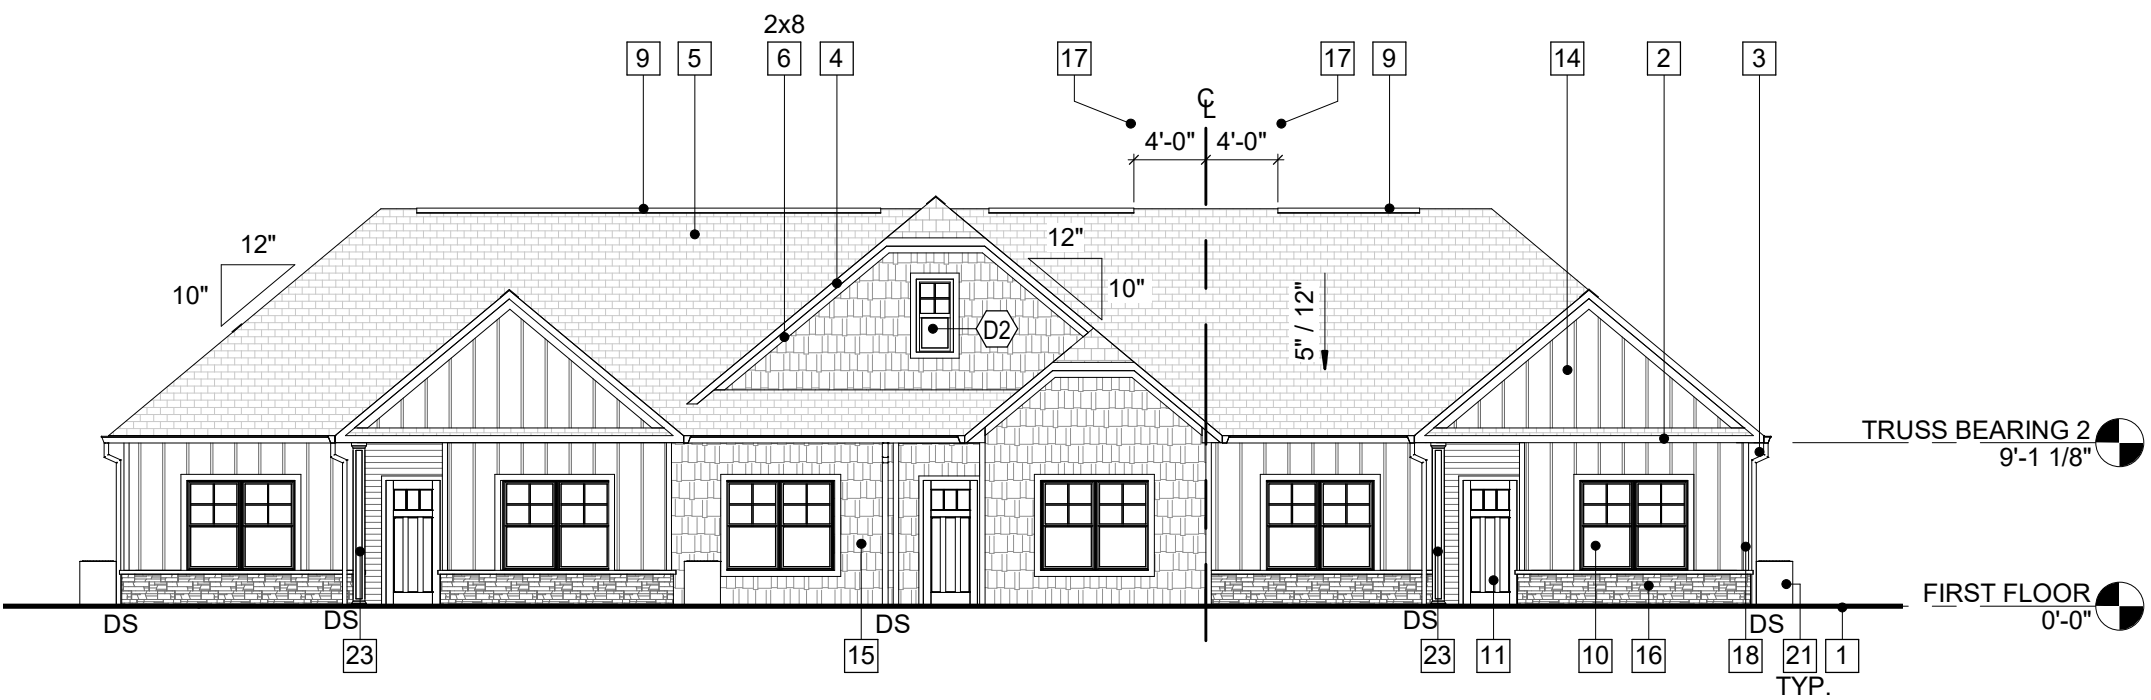 2x8
9
5
6
4
17
17
9
14
2
3
℄
4'-0"
4'-0"
12"
10"
12"
10"
D2
5" / 12"
TRUSS BEARING 2
9'-1 1/8"
FIRST FLOOR
0'-0"
DS
DS
DS
DS
DS
23
15
23
11
10
16
18
21
1
TYP.